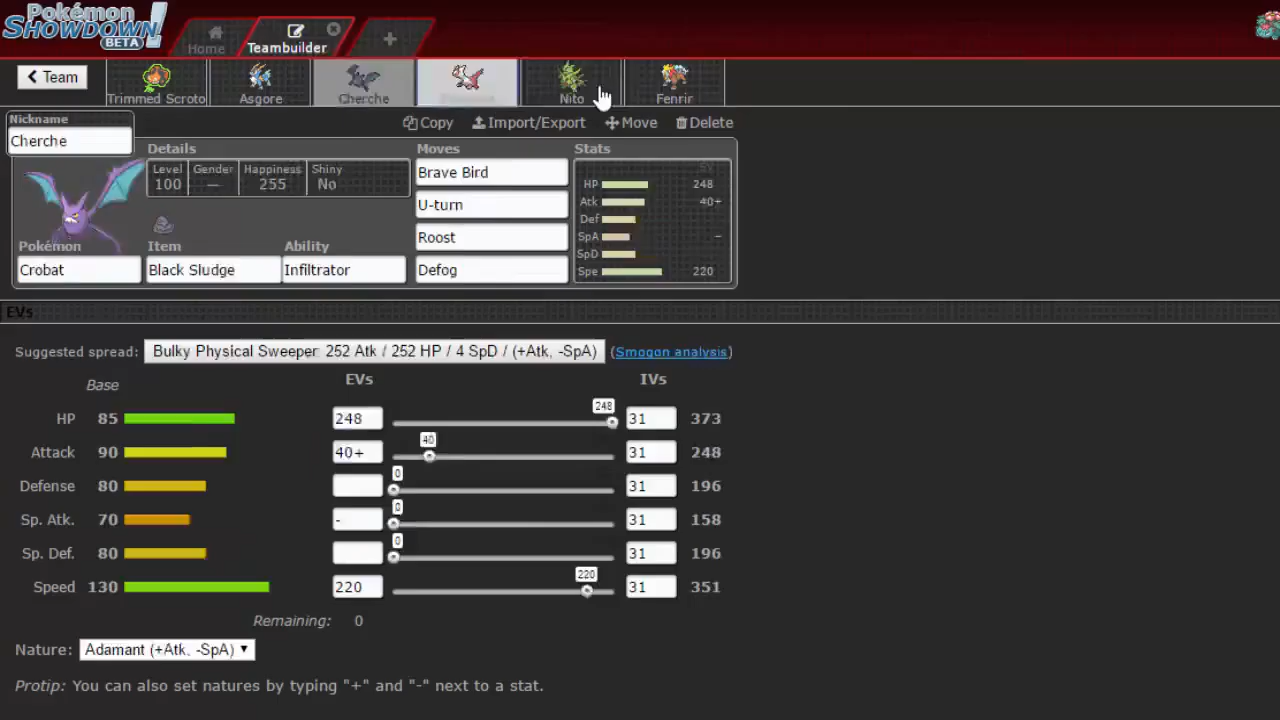 Pokémon
SHOWDOWN!
BETA
Home
Teambuilder
+
< Team
Trimmed Scroto
Asgore
Cherche
Nito
Fenrir
Nickname
Cherche
Copy
Import/Export
Move
Delete
Details
Level
100
Gender
—
Happiness
255
Shiny
No
Pokémon
Crobat
Item
Black Sludge
Ability
Infiltrator
Moves
Brave Bird
U-turn
Roost
Defog
Stats
EV
HP 248
Atk 40+
Def
SpA −
SpD
Spe 220
EVs
Suggested spread: Bulky Physical Sweeper: 252 Atk / 252 HP / 4 SpD / (+Atk, -SpA) (Smogon analysis)
Base EVs IVs
HP 85 248 248 31 373
Attack 90 40+ 40 31 248
Defense 80 0 31 196
Sp. Atk. 70 - 0 31 158
Sp. Def. 80 0 31 196
Speed 130 220 220 31 351
Remaining: 0
Nature: Adamant (+Atk, -SpA)
Protip: You can also set natures by typing "+" and "-" next to a stat.